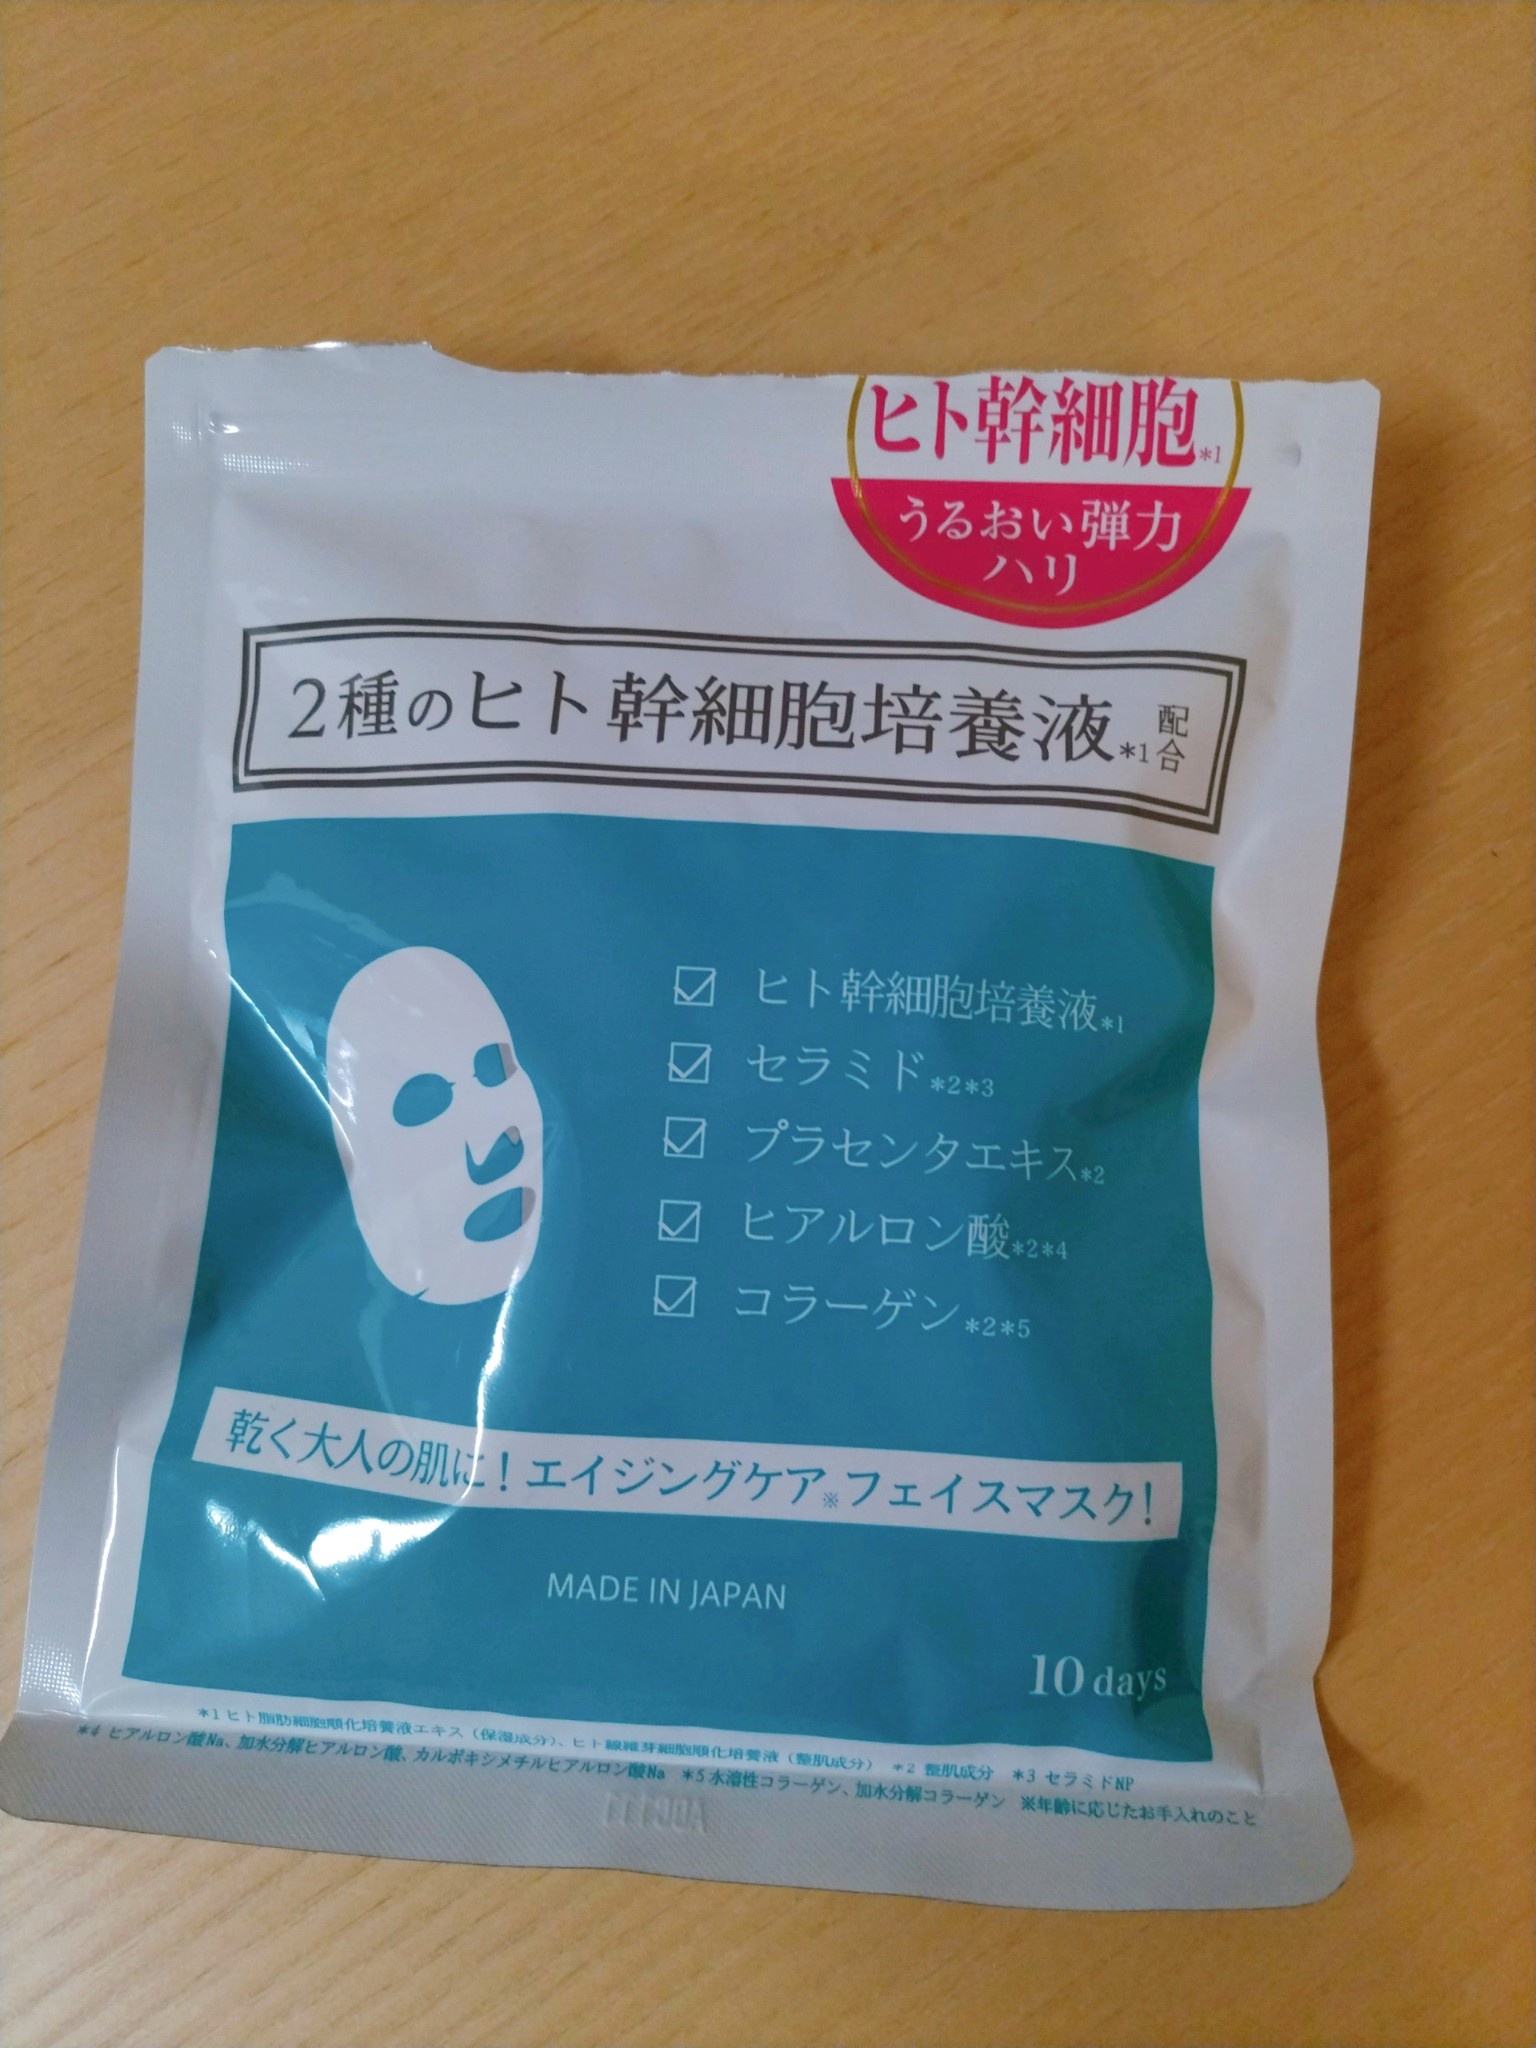 ヒト幹細胞*1
うるおい弾力
ハリ
2種のヒト幹細胞培養液*1配合
☑ ヒト幹細胞培養液*1
☑ セラミド*2*3
☑ プラセンタエキス*2
☑ ヒアルロン酸*2*4
☑ コラーゲン*2*5
乾く大人の肌に！エイジングケア※フェイスマスク！
MADE IN JAPAN
10 days
*1 ヒト脂肪細胞順化培養液エキス（保湿成分）、ヒト線維芽細胞順化培養液（整肌成分） *2 整肌成分 *3 セラミドNP
*4 ヒアルロン酸Na、加水分解ヒアルロン酸、カルボキシメチルヒアルロン酸Na *5 水溶性コラーゲン、加水分解コラーゲン ※年齢に応じたお手入れのこと